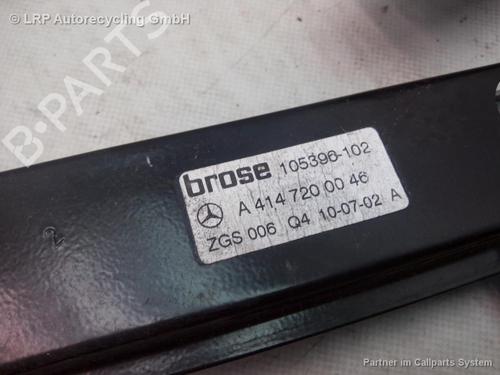 © LRP Autorecycling GmbH
B-PARTS
brose 105396-102
A 414 720 00 46
ZGS 006 Q4 10-07-02 A
Partner im Callparts System